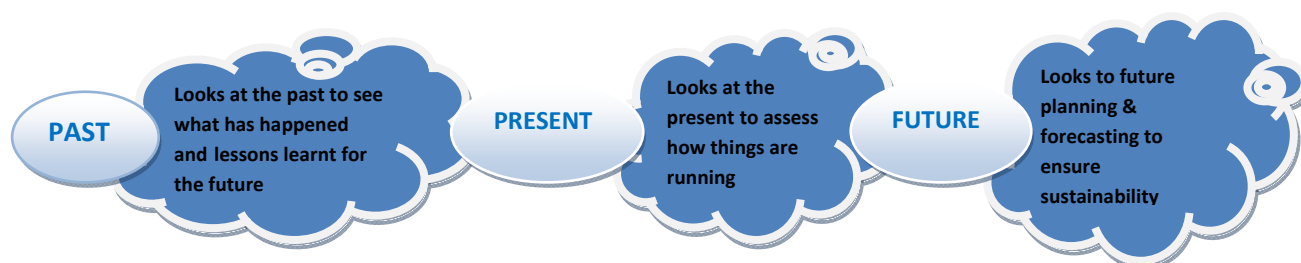 PAST
Looks at the past to see
what has happened
and lessons learnt for
the future
PRESENT
Looks at the
present to assess
how things are
running
FUTURE
Looks to future
planning &
forecasting to
ensure
sustainability